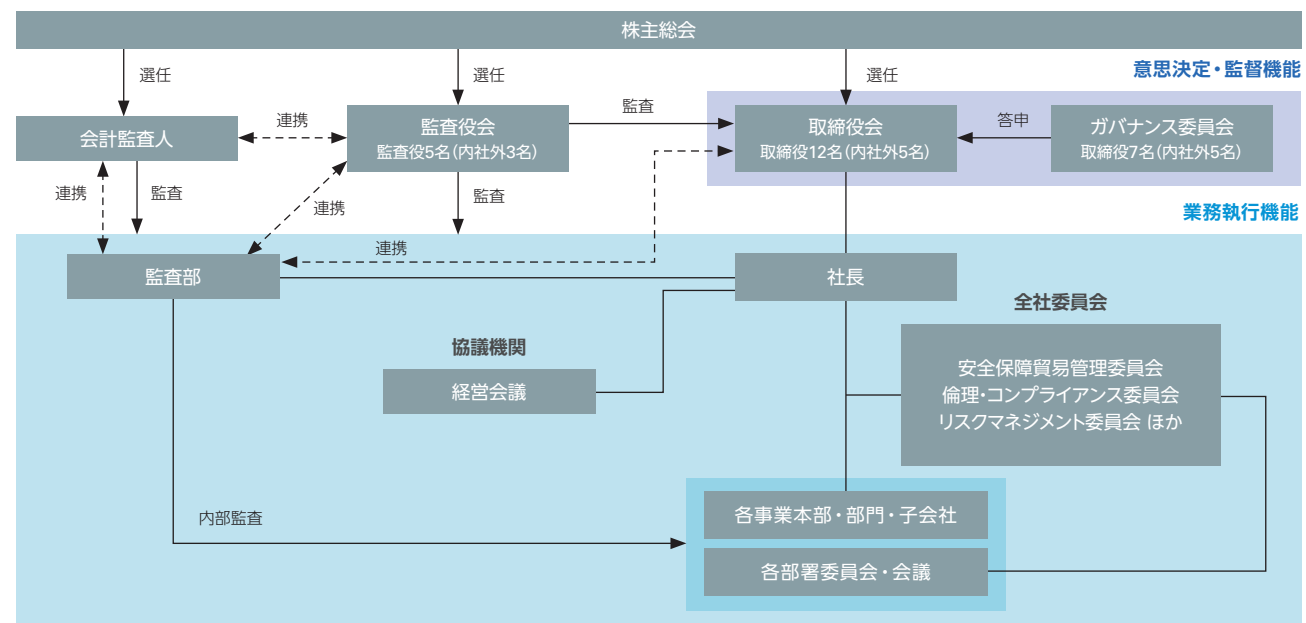 株主総会
選任
選任
選任
意思決定・監督機能
会計監査人
連携
監査役会
監査役5名(内社外3名)
監査
取締役会
取締役12名(内社外5名)
答申
ガバナンス委員会
取締役7名(内社外5名)
連携
監査
連携
監査
業務執行機能
連携
監査部
社長
全社委員会
協議機関
経営会議
安全保障貿易管理委員会
倫理・コンプライアンス委員会
リスクマネジメント委員会 ほか
内部監査
各事業本部・部門・子会社
各部署委員会・会議